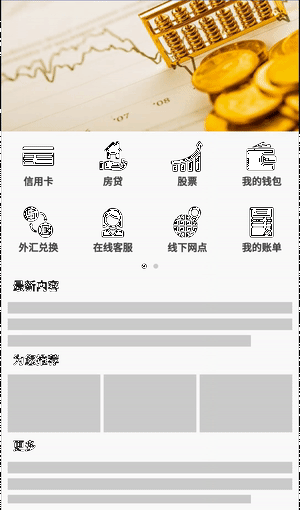 '07 '08
信用卡 房贷 股票 我的钱包
外汇兑换 在线客服 线下网点 我的账单
最新内容
为您推荐
更多